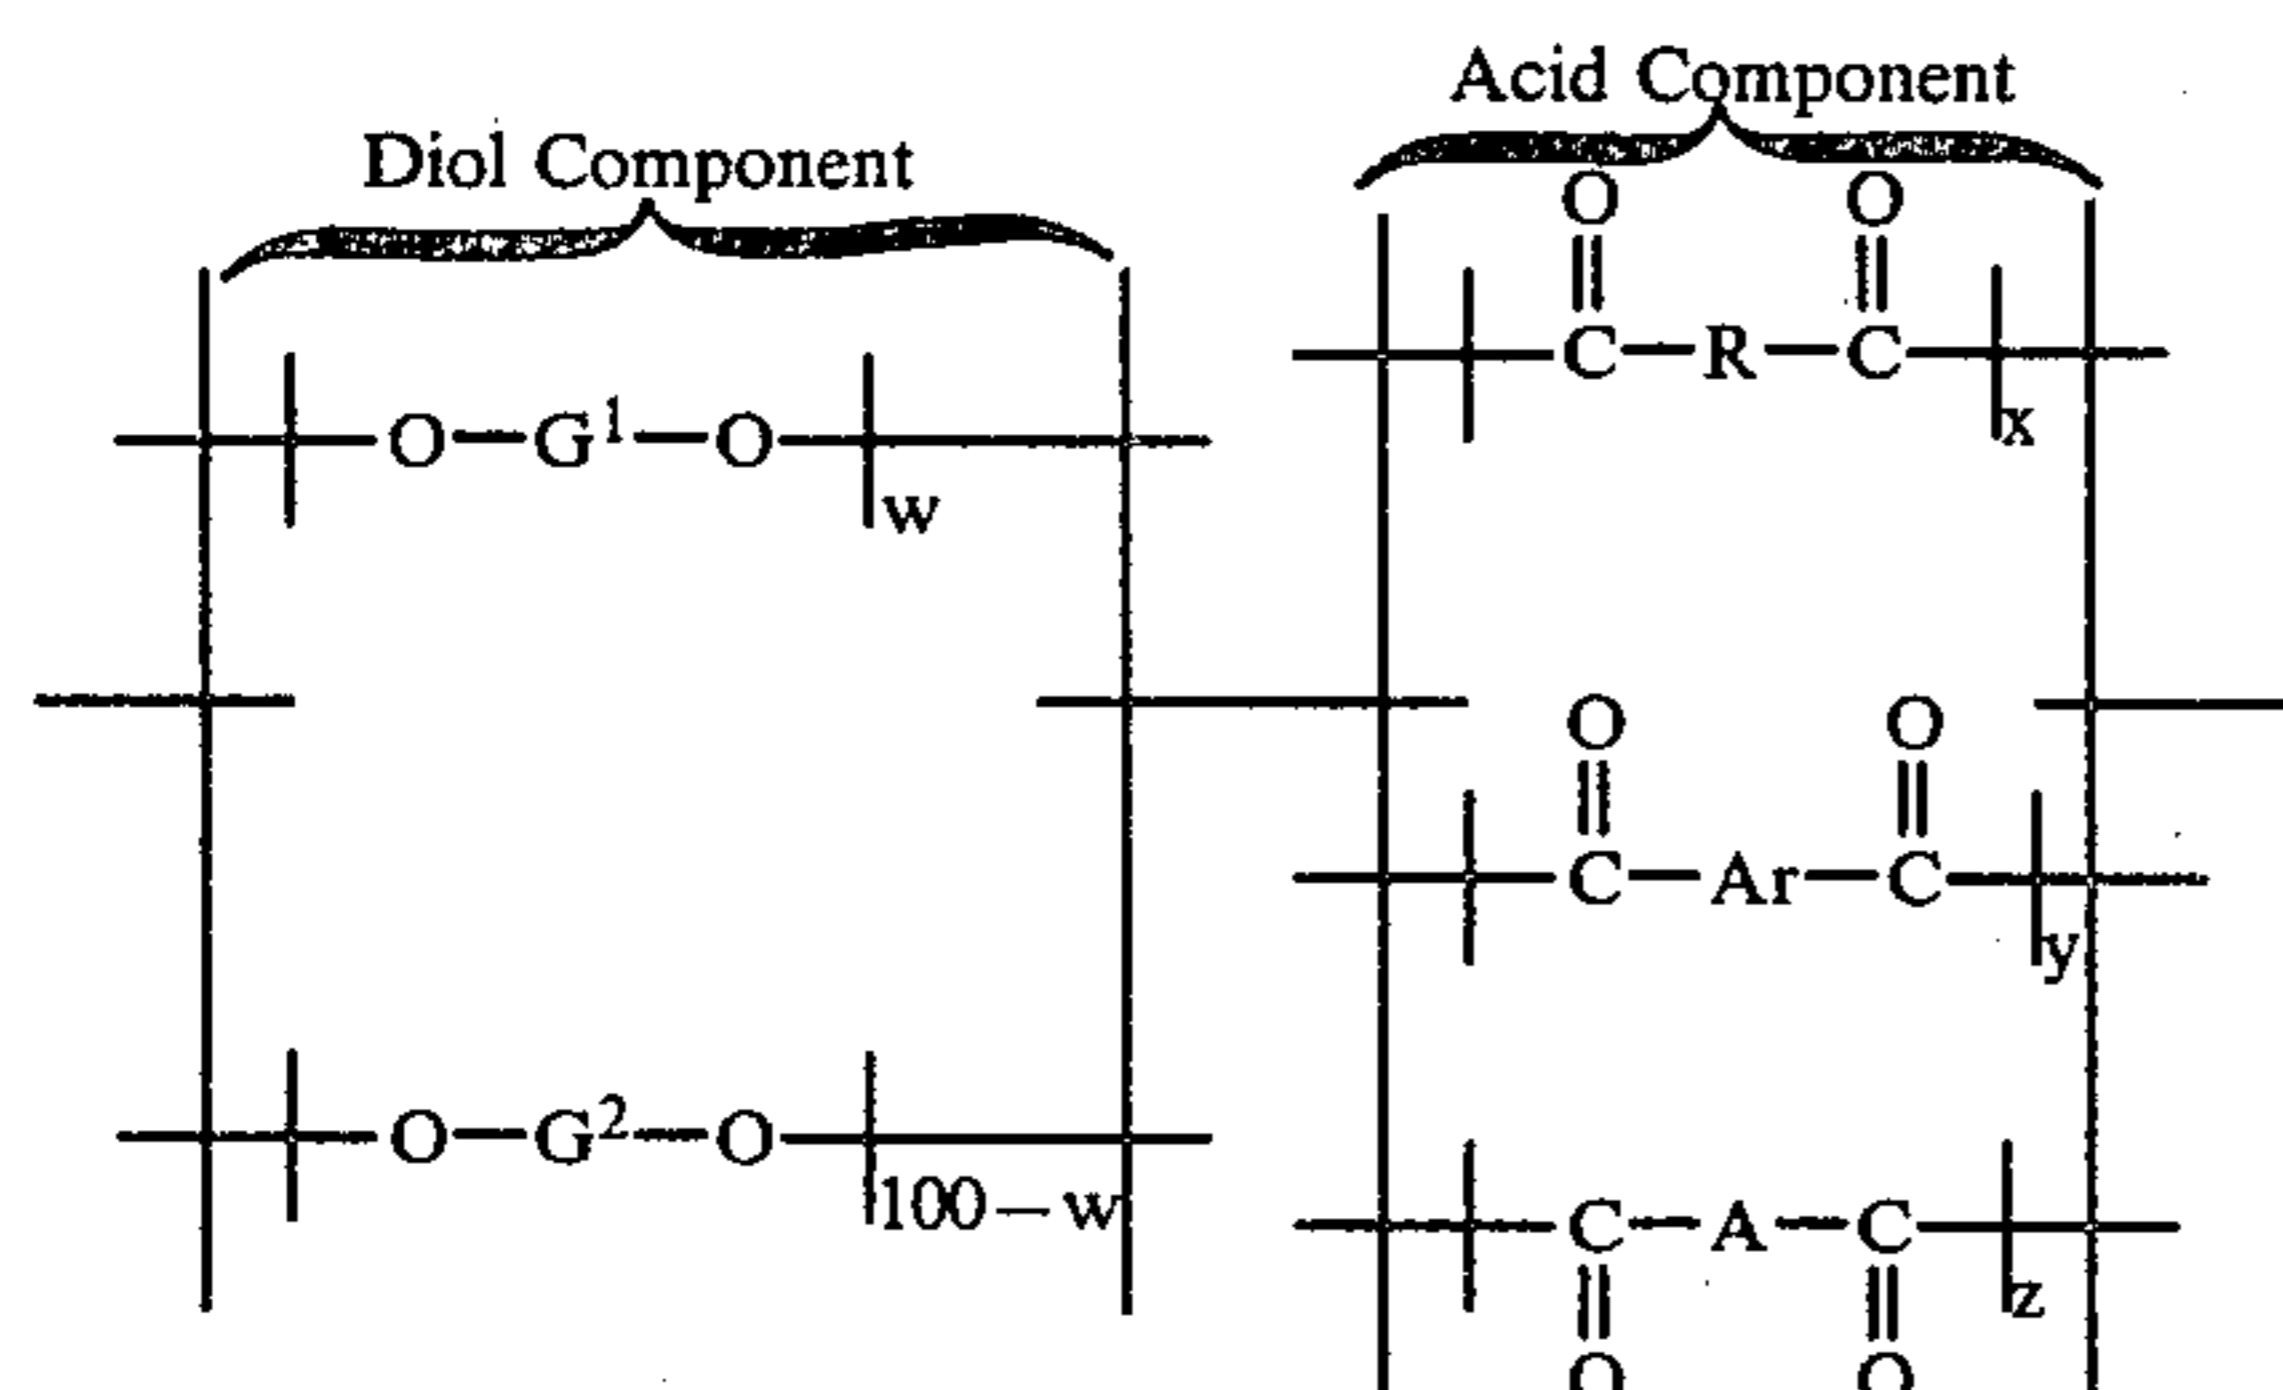 Diol Component
O—G¹—O
w
O—G²—O
100—w
Acid Component
O O
C—R—C
x
O O
C—Ar—C
y
C—A—C
z
O O